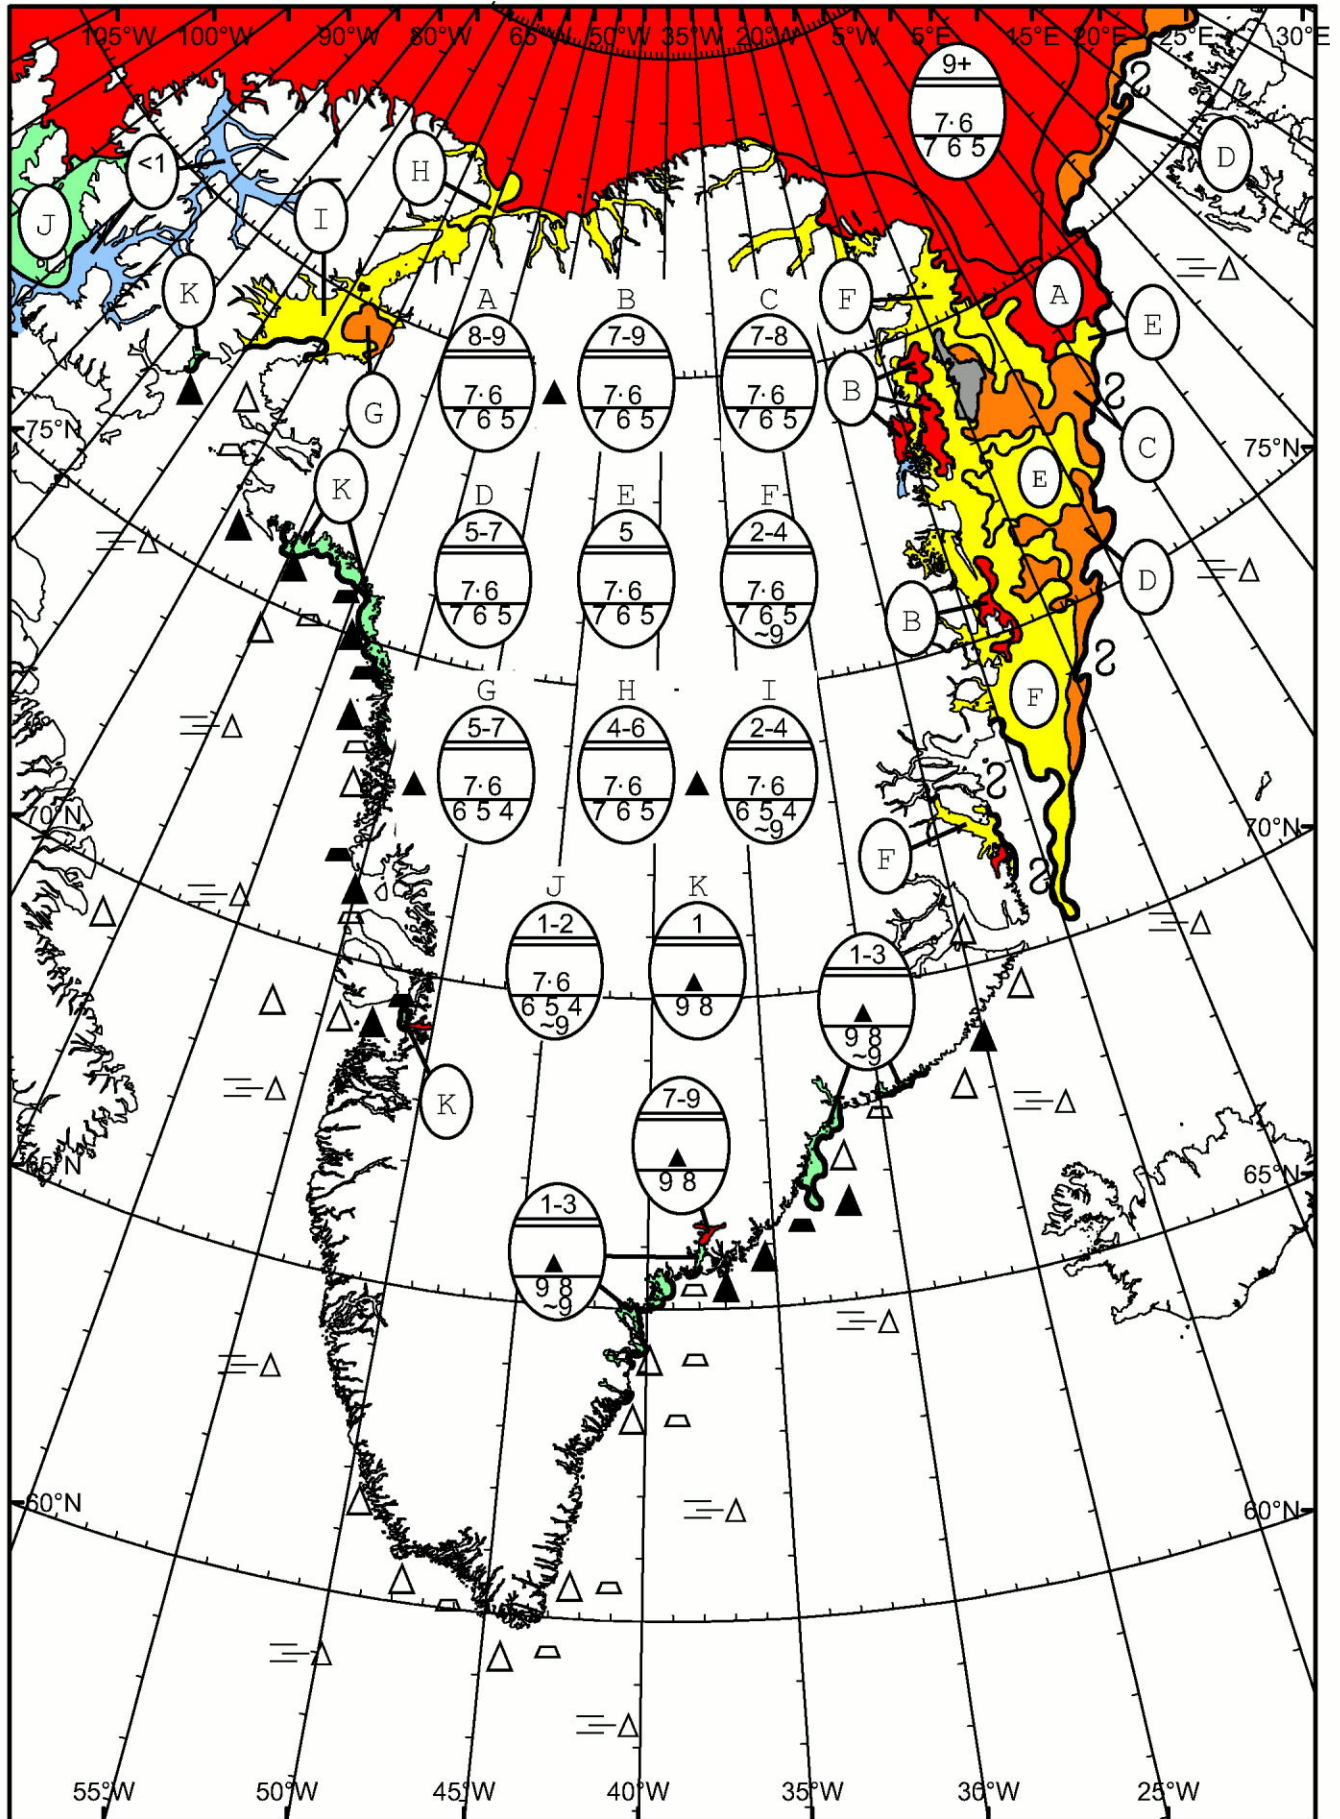 105°W 100°W 90°W 80°W 65°W 50°W 35°W 20°W 5°W 5°E 15°E 20°E 25°E 30°E
9+
7·6
7 6 5
<1
D
H
J
I
K
F
A
E
A
8-9
7·6
7 6 5
B
7-9
7·6
7 6 5
C
7-8
7·6
7 6 5
B
G
C
75°N
75°N
K
E
D
5-7
7·6
7 6 5
E
5
7·6
7 6 5
F
2-4
7·6
7 6 5
~9
D
B
F
G
5-7
7·6
6 5 4
H
4-6
7·6
7 6 5
I
2-4
7·6
6 5 4
~9
70°N
70°N
F
J
1-2
7·6
6 5 4
~9
K
1
9 8
1-3
9 8
~9
K
7-9
9 8
65°N
65°N
1-3
9 8
~9
60°N
60°N
55°W 50°W 45°W 40°W 35°W 30°W 25°W